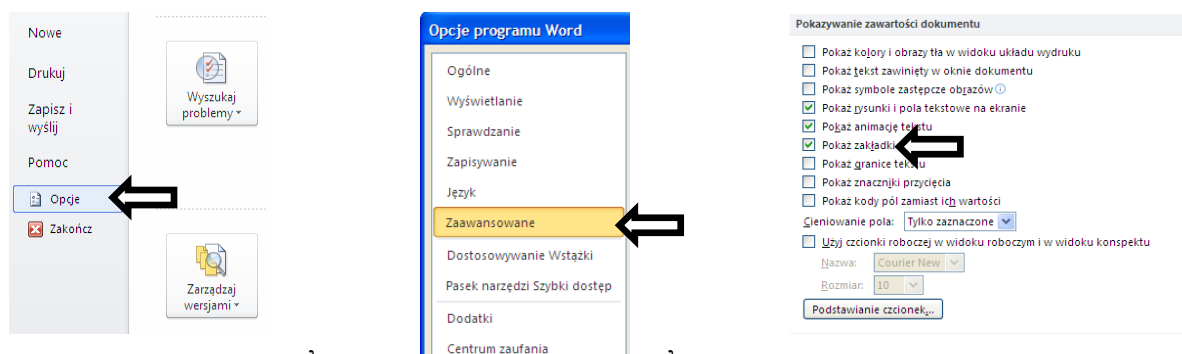 Nowe
Drukuj
Zapisz i
wyślij
Pomoc
Opcje
Zakończ
Wyszukaj
problemy
Zarządzaj
wersjami
Opcje programu Word
Ogólne
Wyświetlanie
Sprawdzanie
Zapisywanie
Język
Zaawansowane
Dostosowywanie Wstążki
Pasek narzędzi Szybki dostęp
Dodatki
Centrum zaufania
Pokazywanie zawartości dokumentu
Pokaż kolory i obrazy tła w widoku układu wydruku
Pokaż tekst zawinięty w oknie dokumentu
Pokaż symbole zastępcze obrazów
Pokaż rysunki i pola tekstowe na ekranie
Pokaż animację tekstu
Pokaż zakładki
Pokaż granice tekstu
Pokaż znaczniki przycięcia
Pokaż kody pól zamiast ich wartości
Cieniowanie pola: Tylko zaznaczone
Użyj czcionki roboczej w widoku roboczym i w widoku konspektu
Nazwa: Courier New
Rozmiar: 10
Podstawianie czcionek...